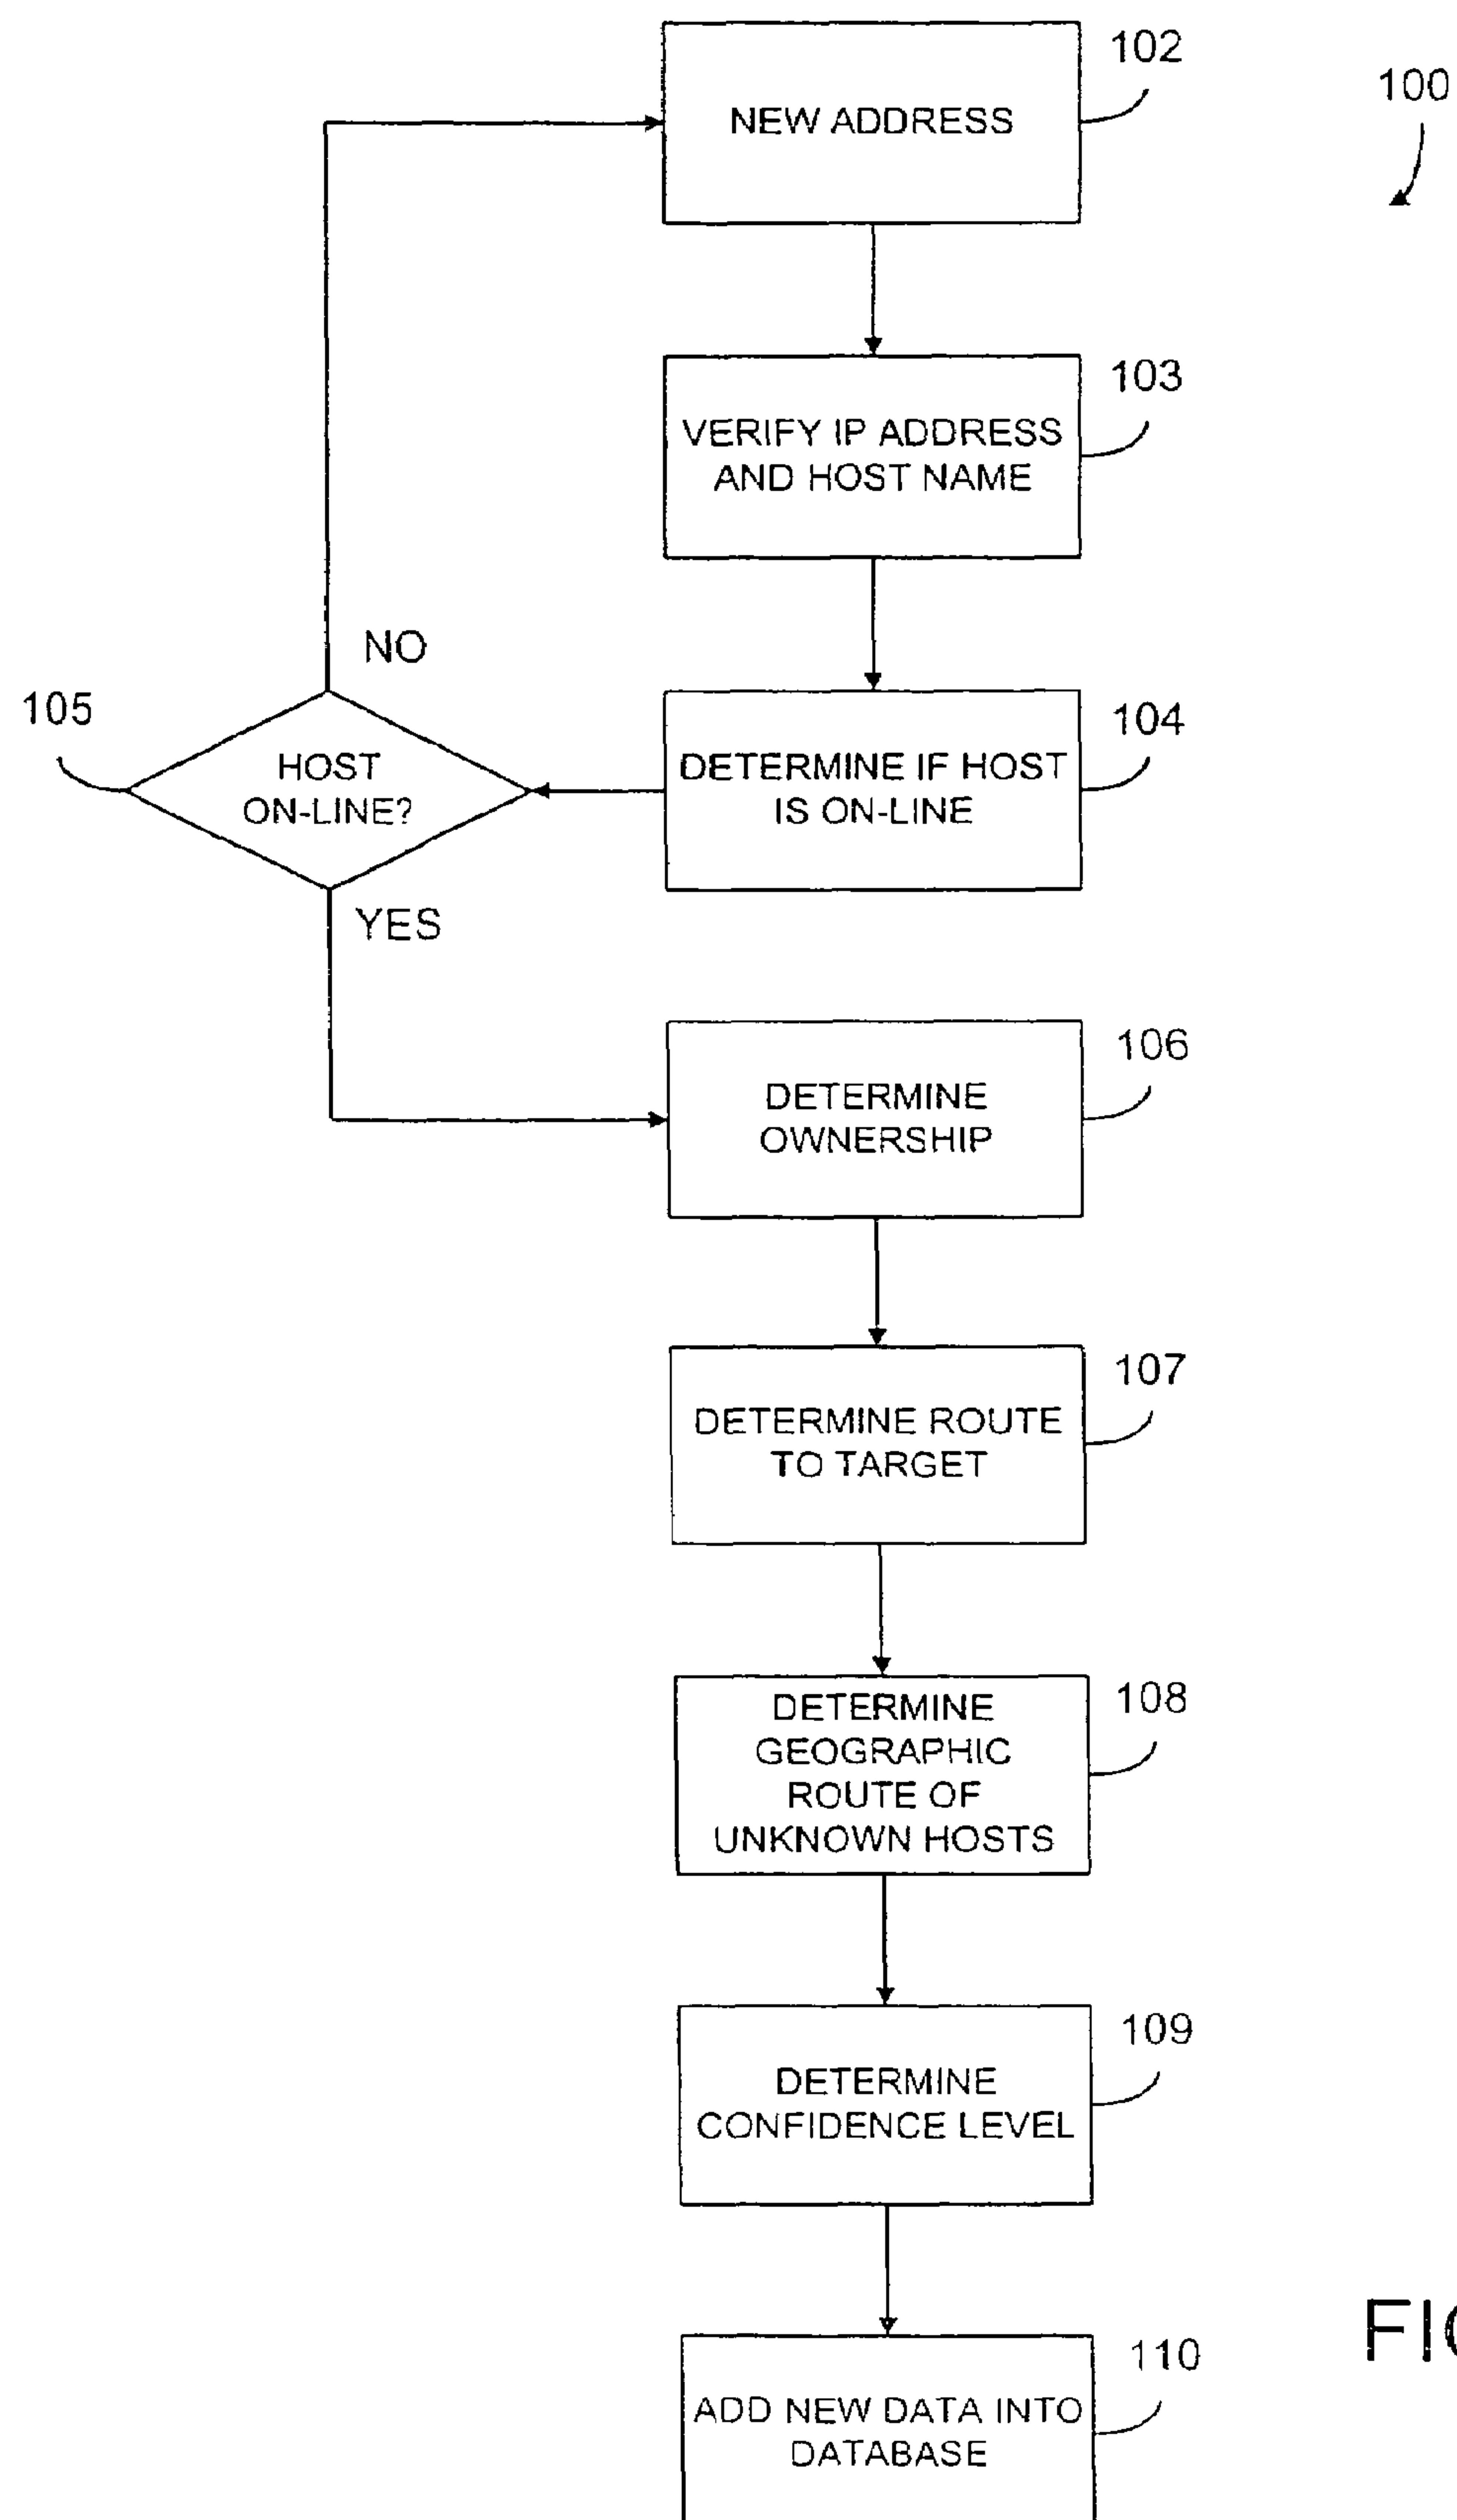 102
100
NEW ADDRESS
103
VERIFY IP ADDRESS
AND HOST NAME
NO
105
104
HOST
ON-LINE?
DETERMINE IF HOST
IS ON-LINE
YES
106
DETERMINE
OWNERSHIP
107
DETERMINE ROUTE
TO TARGET
108
DETERMINE
GEOGRAPHIC
ROUTE OF
UNKNOWN HOSTS
109
DETERMINE
CONFIDENCE LEVEL
110
ADD NEW DATA INTO
DATABASE